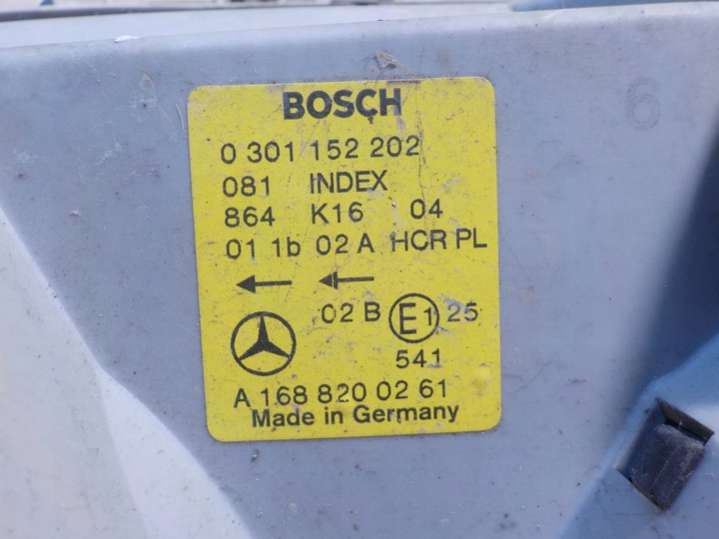 BOSCH
0 301 152 202
081 INDEX
864 K16 04
01 1b 02 A HCR PL
02 B E1 25
541
A 168 820 02 61
Made in Germany